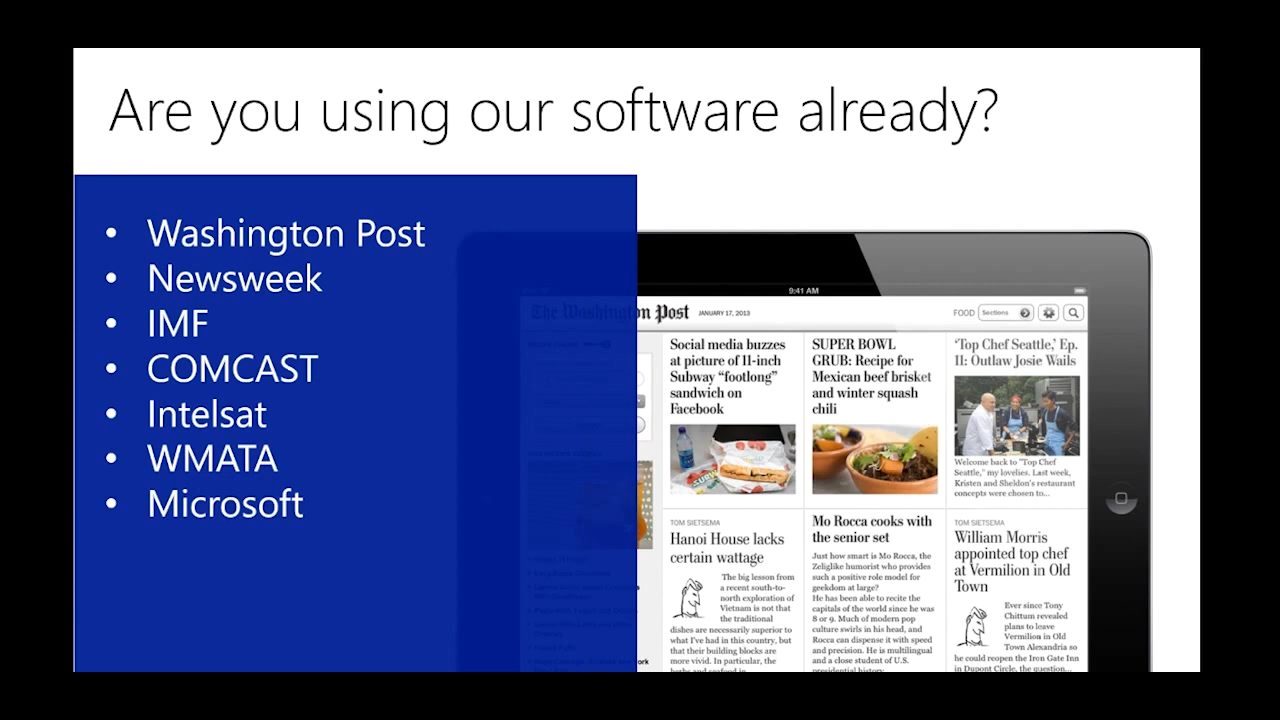 Are you using our software already?
• Washington Post
• Newsweek
• IMF
• COMCAST
• Intelsat
• WMATA
• Microsoft
9:41 AM
The Washington Post
JANUARY 17, 2013
FOOD
Sections
Social media buzzes
at picture of 11-inch
Subway “footlong”
sandwich on
Facebook
SUPER BOWL
GRUB: Recipe for
Mexican beef brisket
and winter squash
chili
‘Top Chef Seattle,’ Ep.
11: Outlaw Josie Wails
Welcome back to "Top Chef
Seattle," my lovelies. Last week,
Kristen and Sheldon's restaurant
concepts were chosen to...
TOM SIETSEMA
Hanoi House lacks
certain wattage
The big lesson from
a recent south-to-
north exploration of
Vietnam is not that
the traditional
dishes are necessarily superior to
what I've had in this country, but
that their building blocks are
more vivid. In particular, the
herbs and seafood in
Mo Rocca cooks with
the senior set
Just how smart is Mo Rocca, the
Zeliglike humorist who provides
such a positive role model for
geekdom at large?
He has been able to recite the
capitals of the world since he was
8 or 9. Much of modern pop
culture swirls in his head, and
Rocca can dispense it with speed
and precision. He is multilingual
and a close student of U.S.
presidential history.
TOM SIETSEMA
William Morris
appointed top chef
at Vermilion in Old
Town
Ever since Tony
Chittum revealed
plans to leave
Vermilion in Old
Town Alexandria so
he could reopen the Iron Gate Inn
in Dupont Circle, the question...